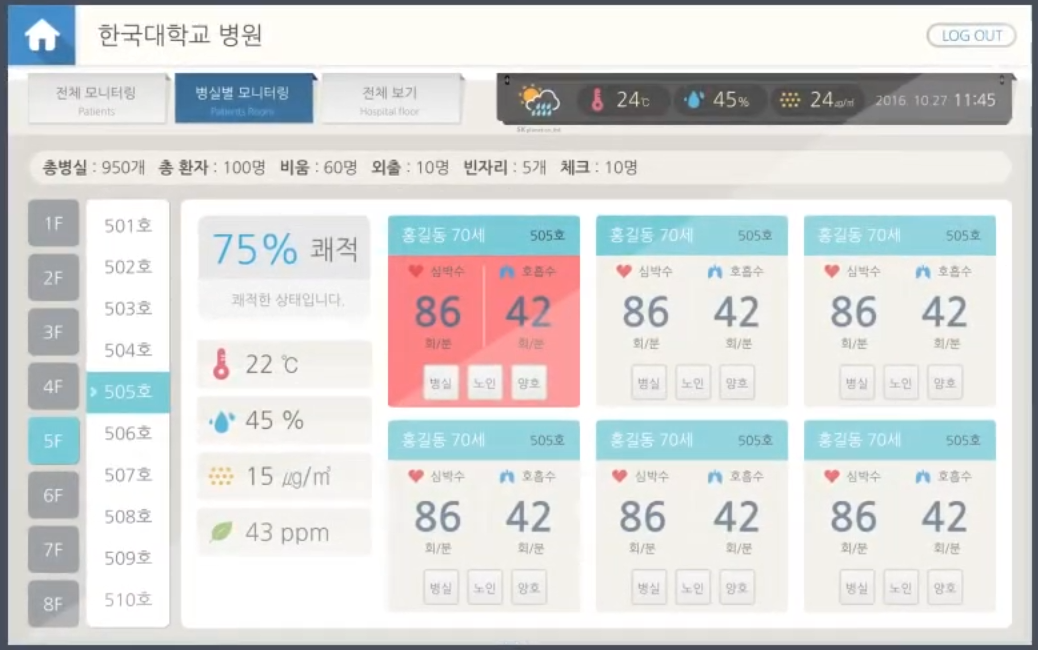 한국대학교 병원
LOG OUT
전체 모니터링
Patients
병실별 모니터링
Patients Room
전체 보기
Hospital floor
24℃
45%
24㎍/㎥
2016. 10. 27 11:45
총병실 : 950개 총 환자 : 100명 비움 : 60명 외출 : 10명 빈자리 : 5개 체크 : 10명
1F
2F
3F
4F
5F
6F
7F
8F
501호
502호
503호
504호
505호
506호
507호
508호
509호
510호
75% 쾌적
쾌적한 상태입니다.
22 ℃
45 %
15 ㎍/㎥
43 ppm
홍길동 70세 505호
심박수 호흡수
86 42
회/분 회/분
병실 노인 양호
홍길동 70세 505호
심박수 호흡수
86 42
회/분 회/분
병실 노인 양호
홍길동 70세 505호
심박수 호흡수
86 42
회/분 회/분
병실 노인 양호
홍길동 70세 505호
심박수 호흡수
86 42
회/분 회/분
병실 노인 양호
홍길동 70세 505호
심박수 호흡수
86 42
회/분 회/분
병실 노인 양호
홍길동 70세 505호
심박수 호흡수
86 42
회/분 회/분
병실 노인 양호